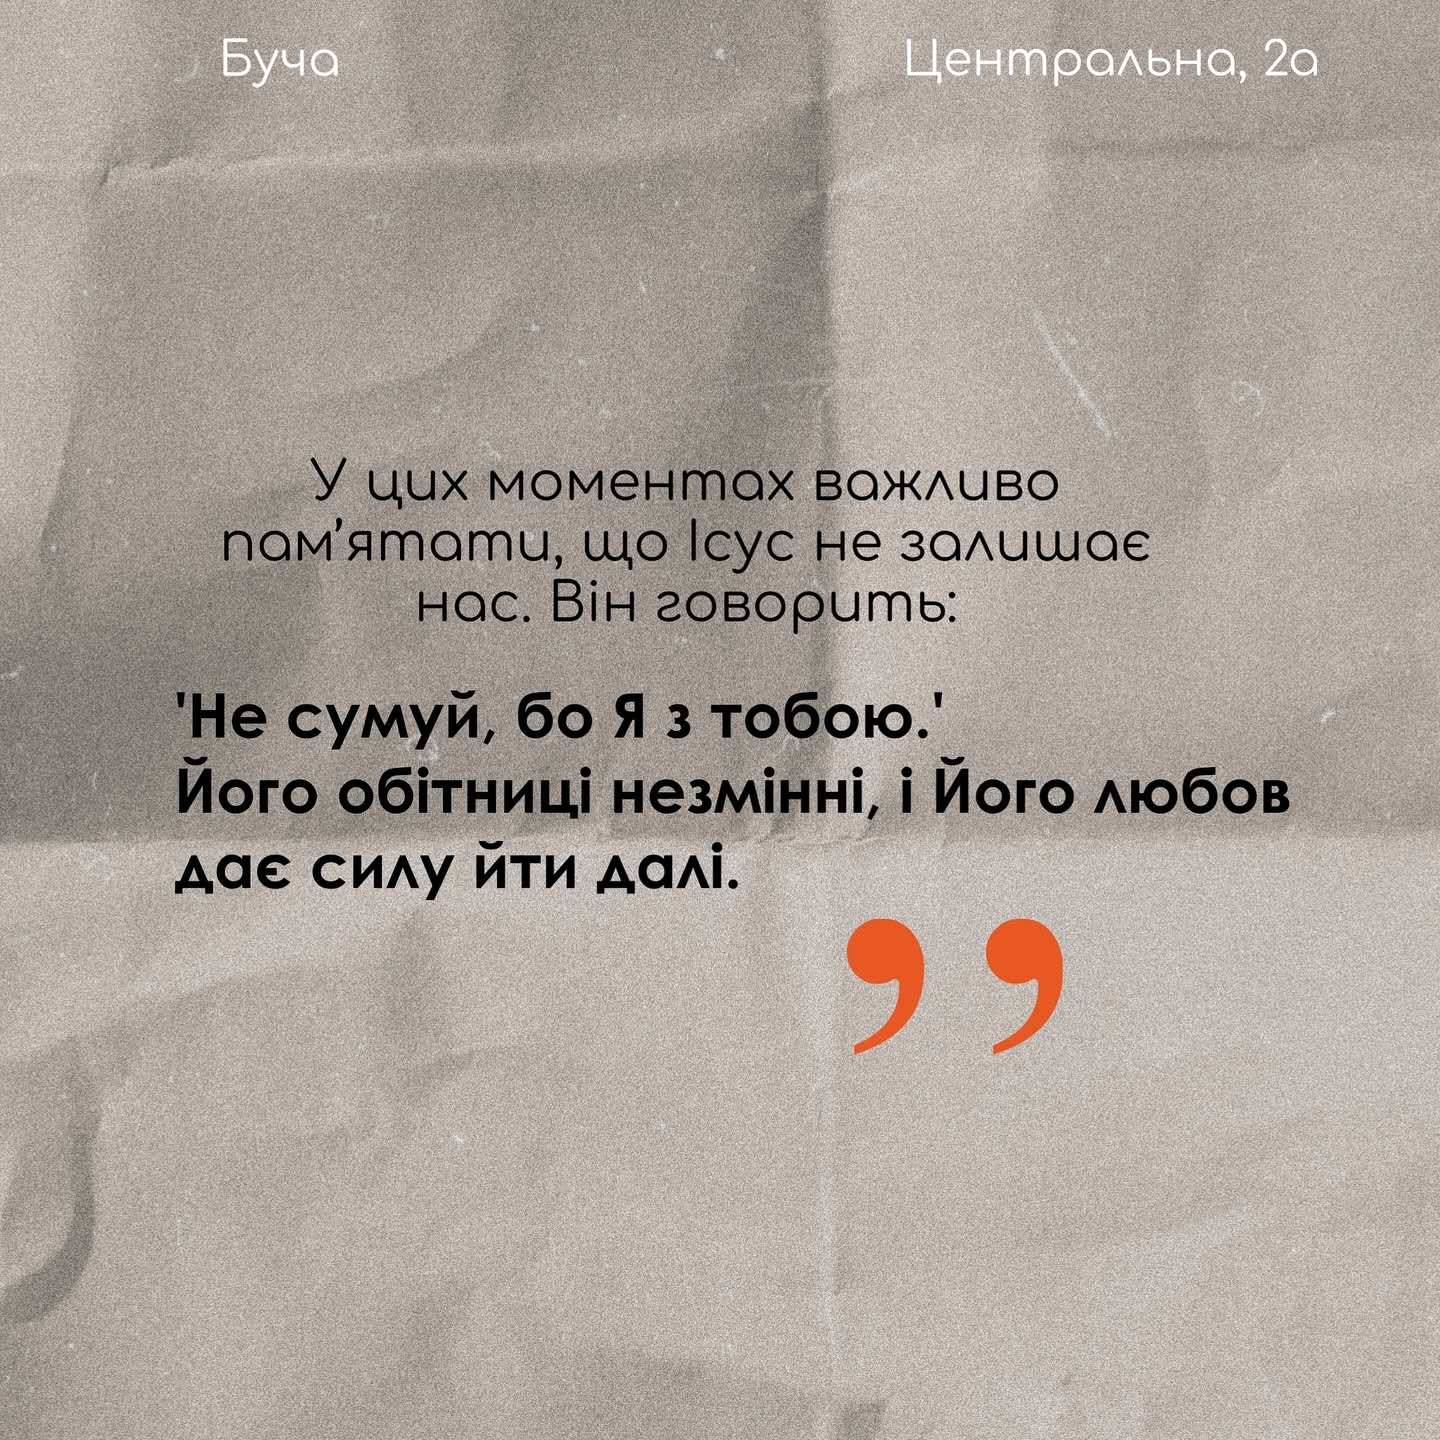 Буча
Центральна, 2а
У цих моментах важливо
пам’ятати, що Ісус не залишає
нас. Він говорить:
'Не сумуй, бо Я з тобою.'
Його обітниці незмінні, і Його любов
дає силу йти далі.
”